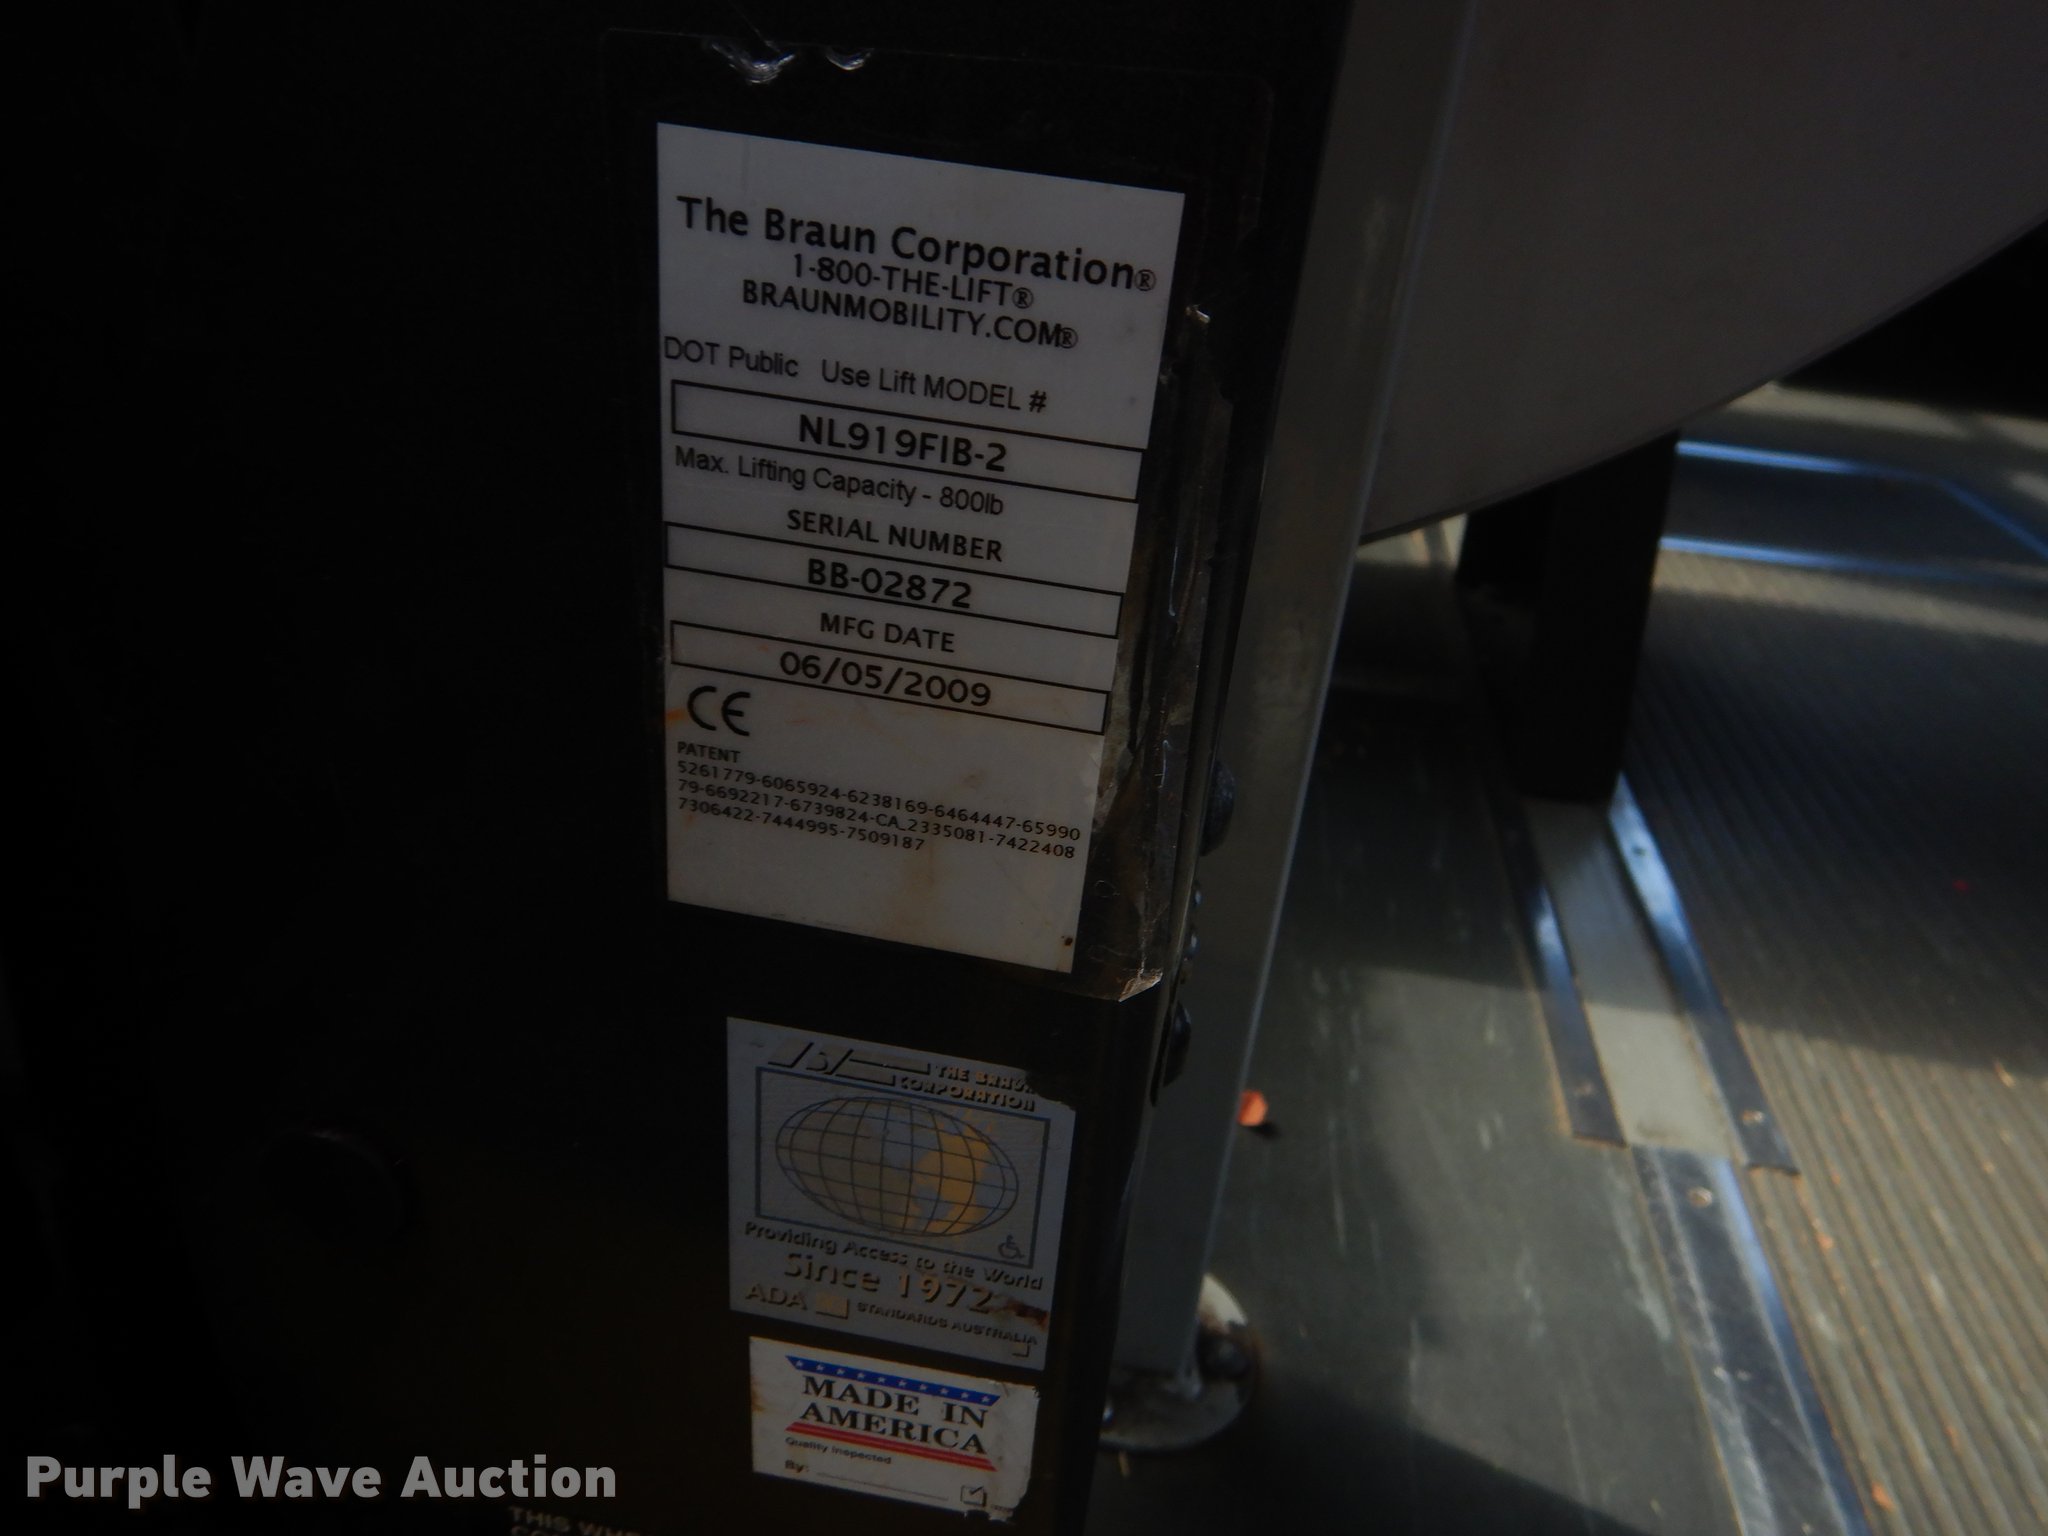 The Braun Corporation®
1-800-THE-LIFT®
BRAUNMOBILITY.COM®
DOT Public Use Lift MODEL #
NL919FIB-2
Max. Lifting Capacity - 800lb
SERIAL NUMBER
BB-02872
MFG DATE
06/05/2009
CE
PATENT
5261779-6065924-6238169-6464447-65990
79-6692217-6739824-CA_2335081-7422408
7306422-7444995-7509187
THE BRAUN
CORPORATION
Providing Access to the World
Since 1972
ADA STANDARDS AUSTRALIA
MADE IN
AMERICA
Quality Inspected
By:
Purple Wave Auction
THIS